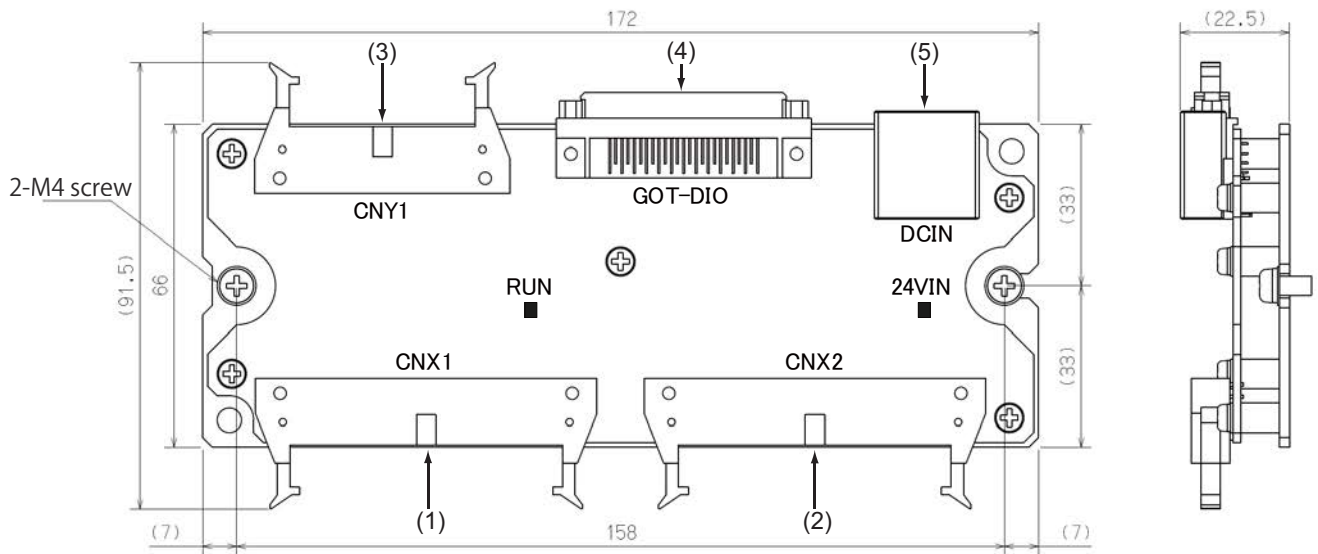 172
(22.5)
(3)
(4)
(5)
2-M4 screw
CNY1
GOT-DIO
DCIN
(33)
(91.5)
66
RUN
24VIN
(33)
CNX1
CNX2
(1)
(2)
(7)
158
(7)